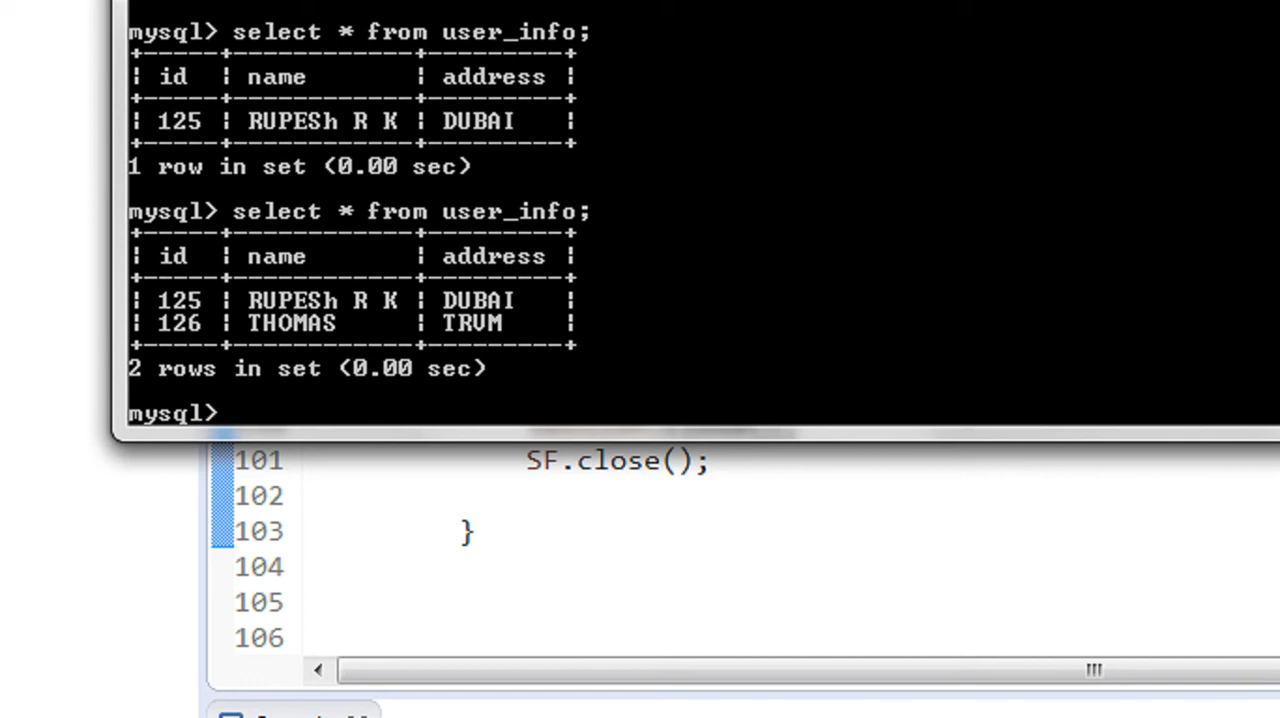 mysql> select * from user_info;
+-----+------------+---------+
| id  | name       | address |
+-----+------------+---------+
| 125 | RUPESh R K | DUBAI   |
+-----+------------+---------+
1 row in set (0.00 sec)
mysql> select * from user_info;
+-----+------------+---------+
| id  | name       | address |
+-----+------------+---------+
| 125 | RUPESh R K | DUBAI   |
| 126 | THOMAS     | TRVM    |
+-----+------------+---------+
2 rows in set (0.00 sec)
mysql>
101 SF.close();
102
103 }
104
105
106